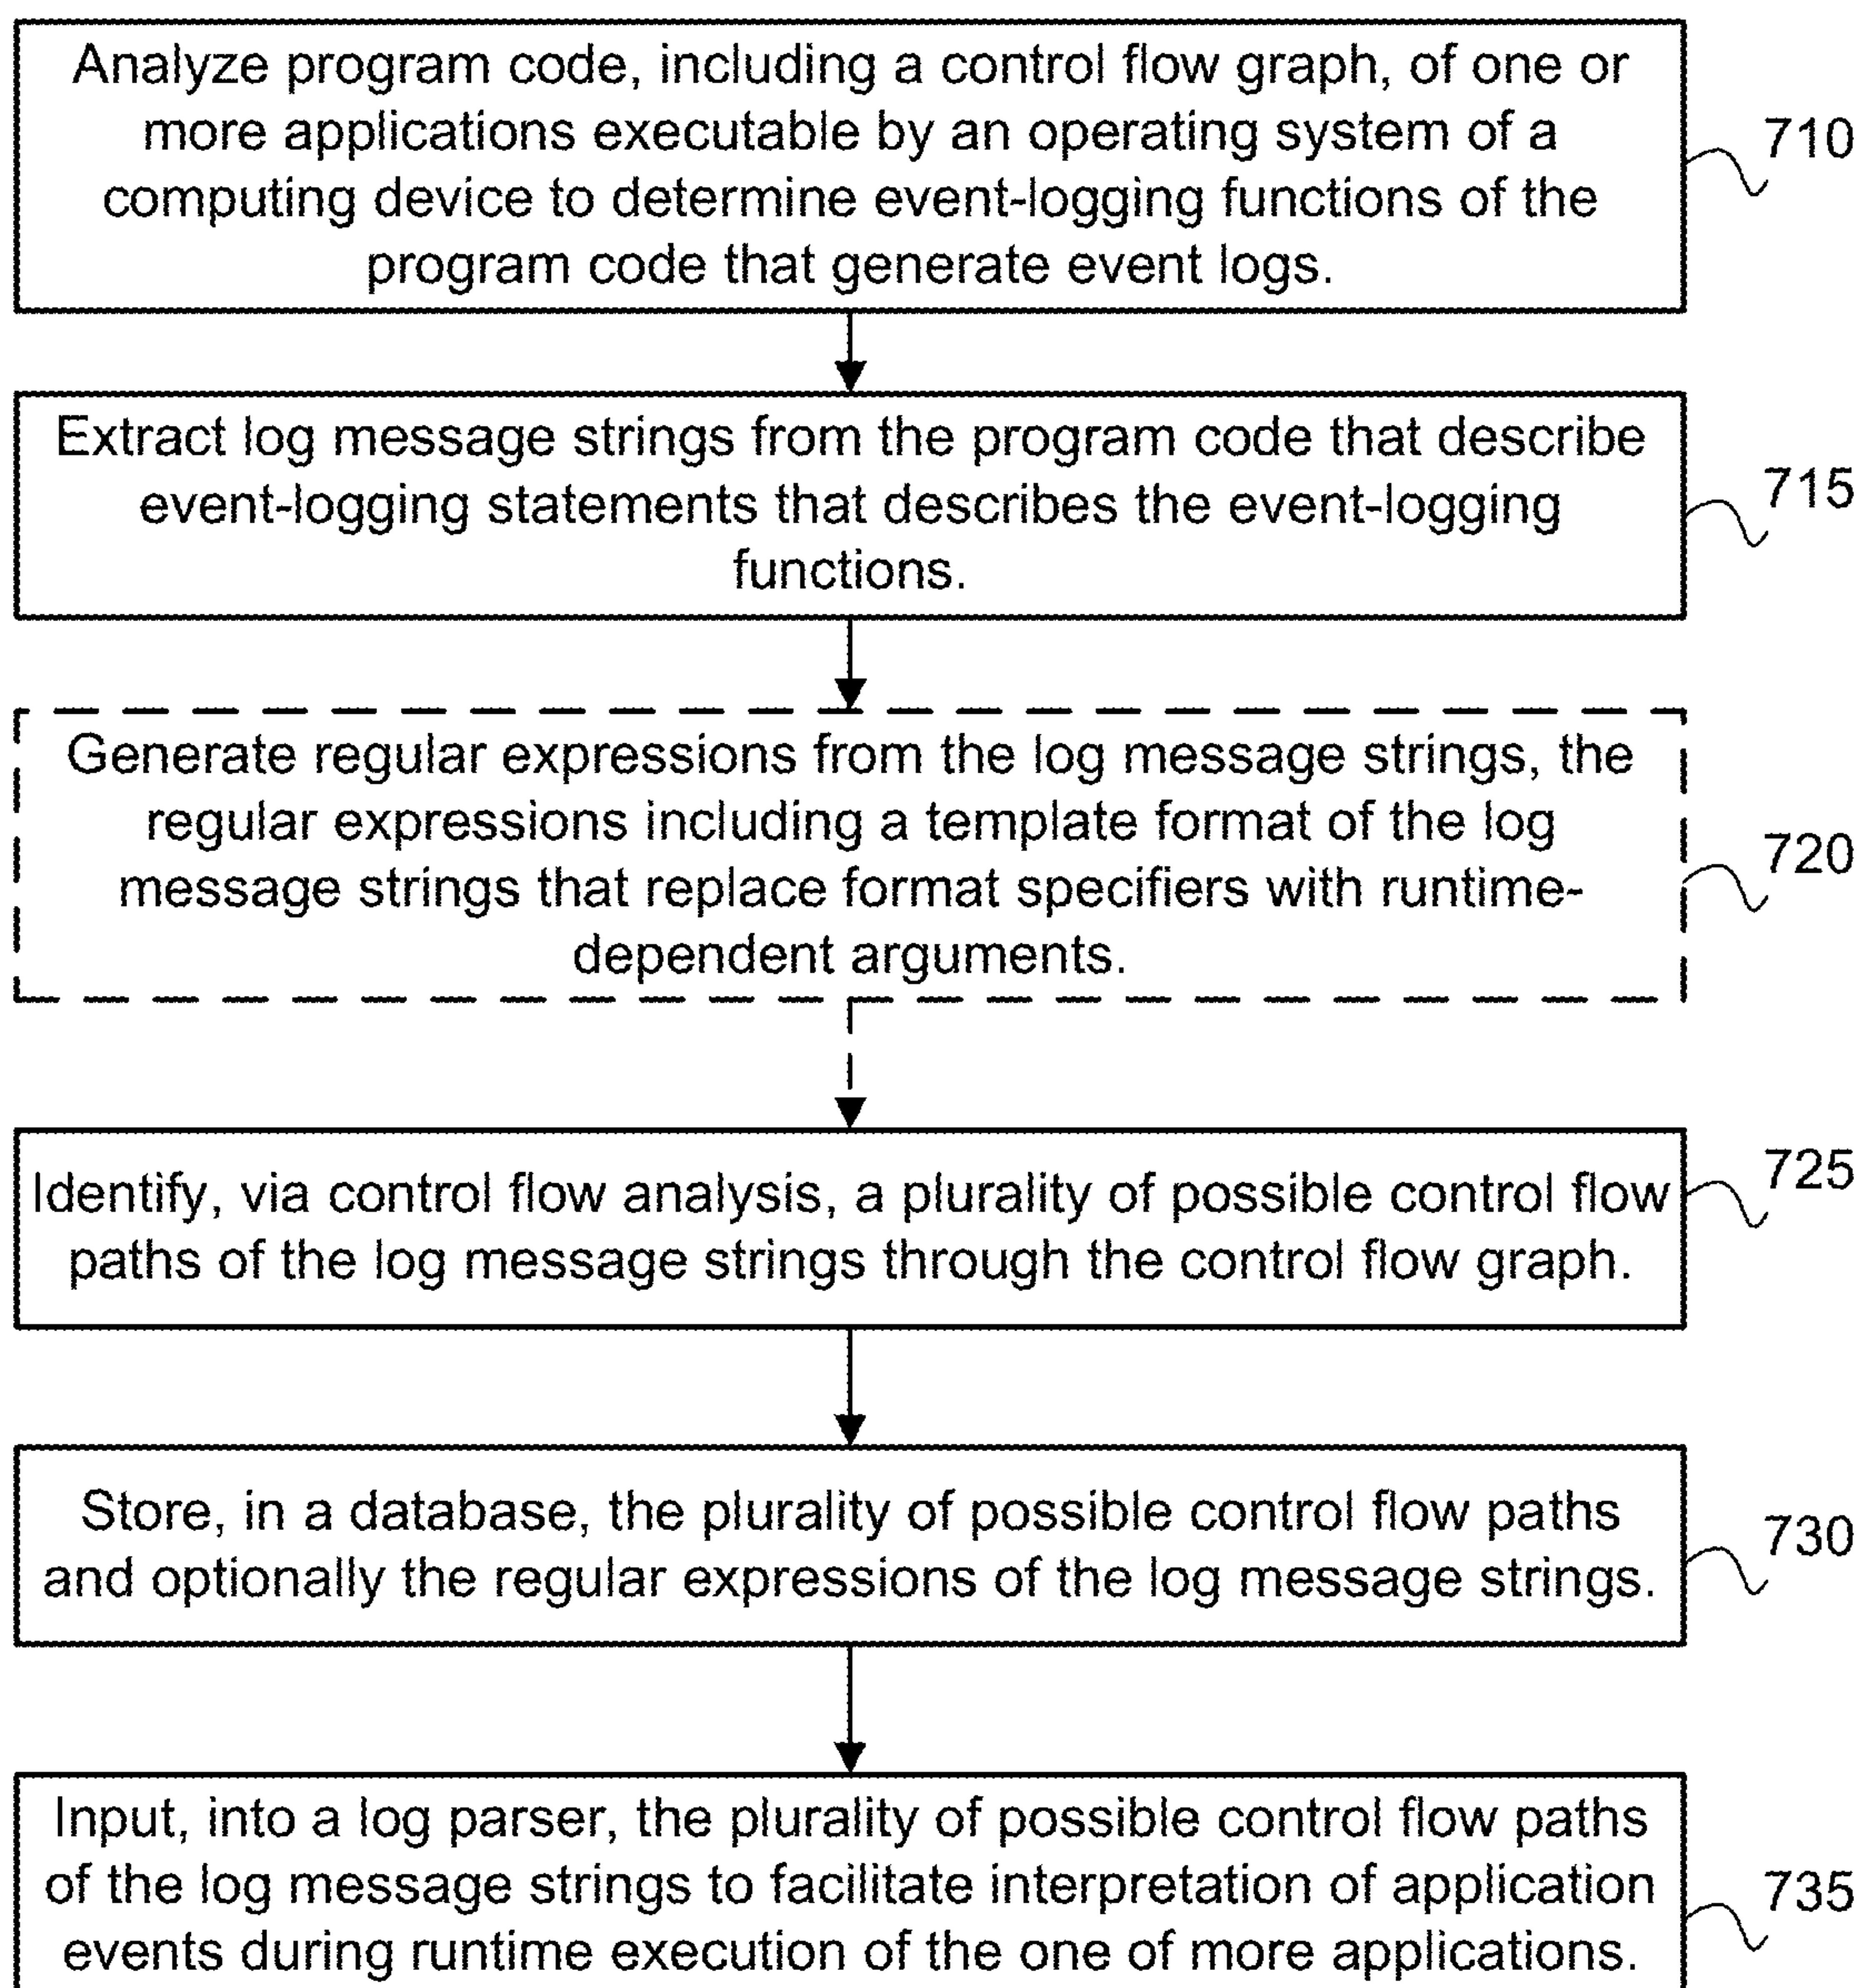 Analyze program code, including a control flow graph, of one or
more applications executable by an operating system of a
computing device to determine event-logging functions of the
program code that generate event logs.
710
Extract log message strings from the program code that describe
event-logging statements that describes the event-logging
functions.
715
Generate regular expressions from the log message strings, the
regular expressions including a template format of the log
message strings that replace format specifiers with runtime-
dependent arguments.
720
Identify, via control flow analysis, a plurality of possible control flow
paths of the log message strings through the control flow graph.
725
Store, in a database, the plurality of possible control flow paths
and optionally the regular expressions of the log message strings.
730
Input, into a log parser, the plurality of possible control flow paths
of the log message strings to facilitate interpretation of application
events during runtime execution of the one of more applications.
735